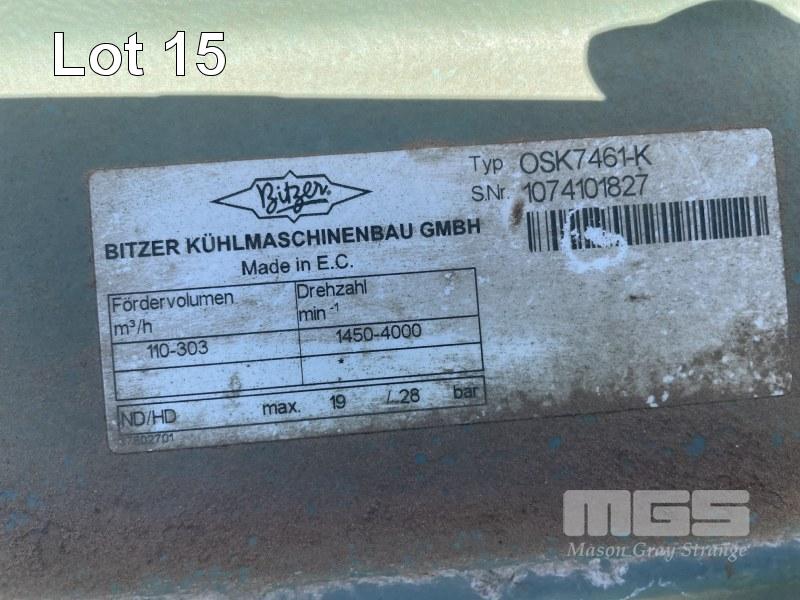 Lot 15
Bitzer
BITZER KÜHLMASCHINENBAU GMBH
Made in E.C.
Typ OSK7461-K
S.Nr. 1074101827
Fördervolumen Drehzahl
m³/h min -1
110-303 1450-4000
*
ND/HD max. 19 / 28 bar
37802701
MGS
Mason Gray Strange